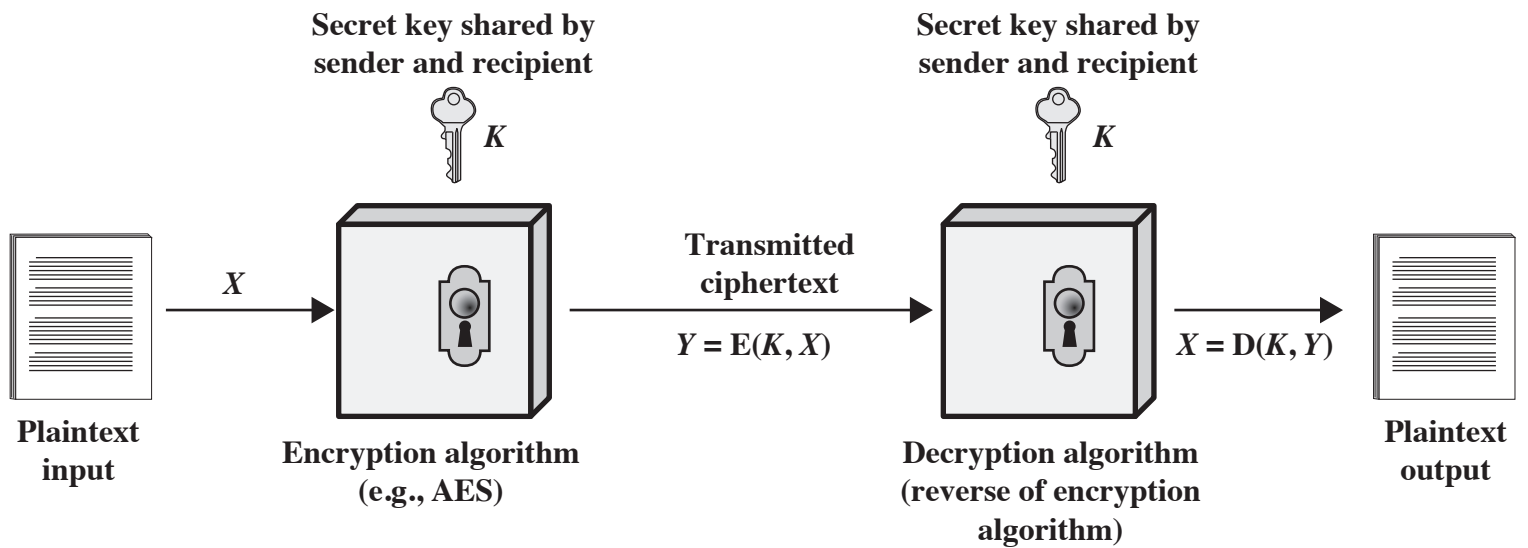 Secret key shared by
sender and recipient
K
Secret key shared by
sender and recipient
K
X
Transmitted
ciphertext
Y = E(K, X)
X = D(K, Y)
Plaintext
input
Encryption algorithm
(e.g., AES)
Decryption algorithm
(reverse of encryption
algorithm)
Plaintext
output